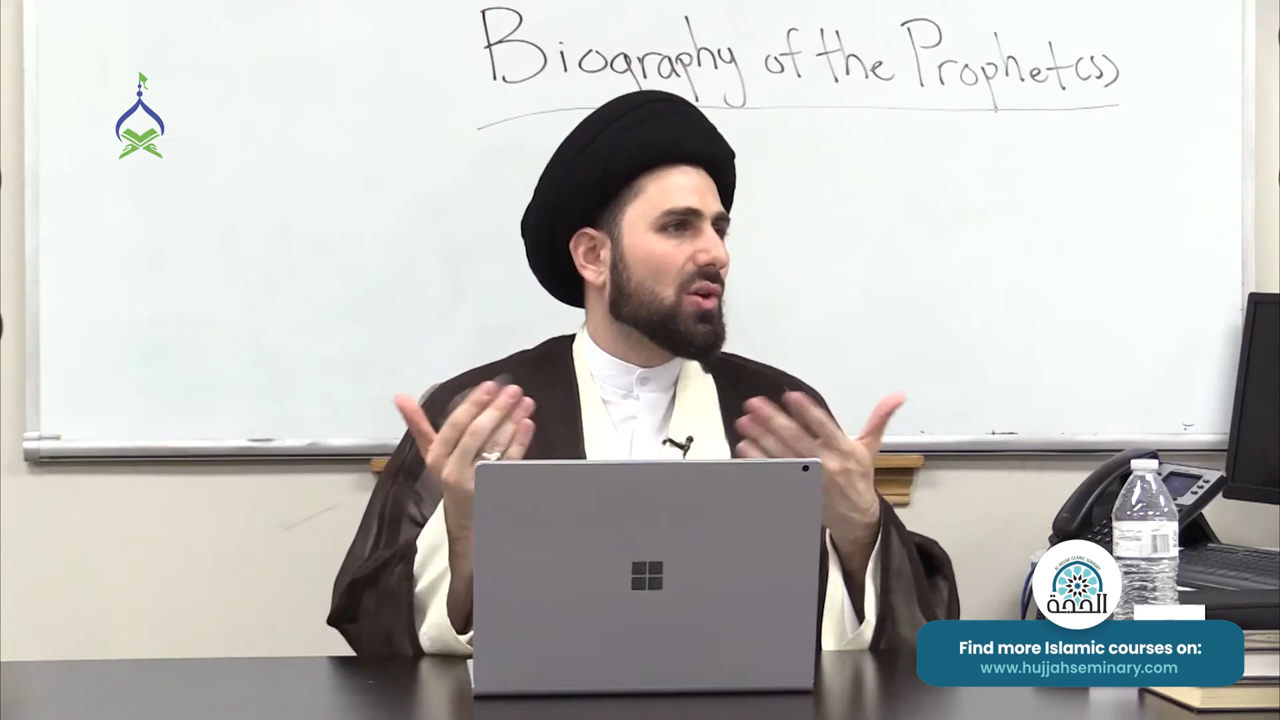 Biography of the Prophet(s)
الحجة
Find more Islamic courses on:
www.hujjahseminary.com